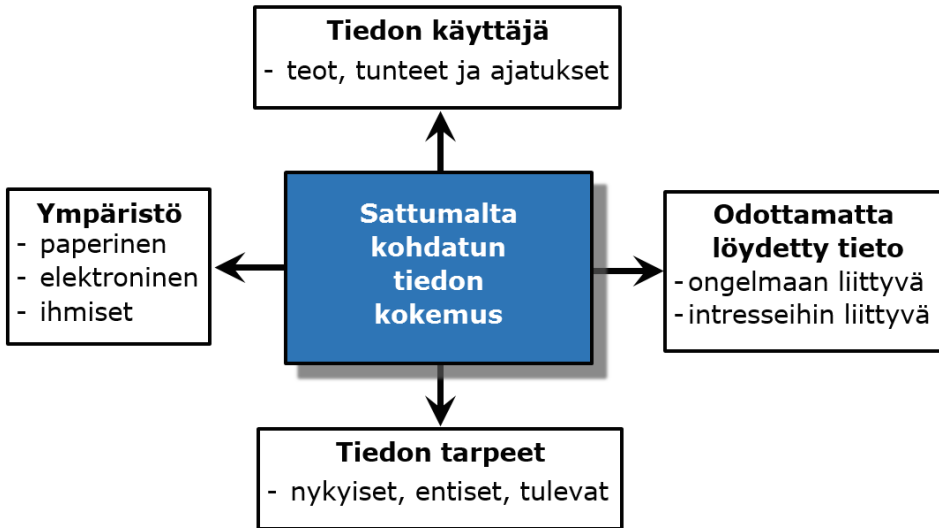 Tiedon käyttäjä
- teot, tunteet ja ajatukset
Ympäristö
- paperinen
- elektroninen
- ihmiset
Sattumalta
kohdatun
tiedon
kokemus
Odottamatta
löydetty tieto
-ongelmaan liittyvä
-intresseihin liittyvä
Tiedon tarpeet
- nykyiset, entiset, tulevat